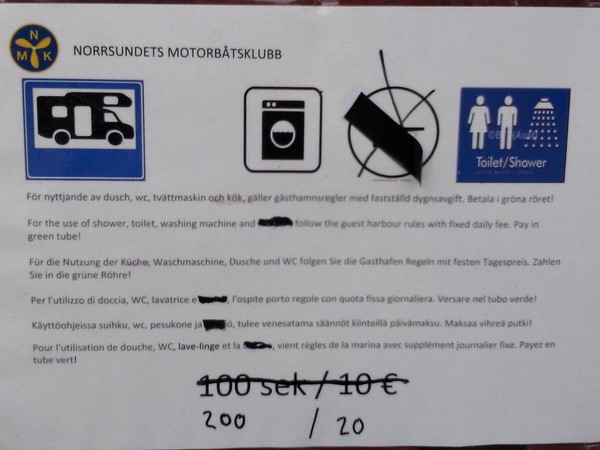 N
M K
NORRSUNDETS MOTORBÅTSKLUBB
Toilet/Shower
För nyttjande av dusch, wc, tvättmaskin och kök, gäller gästhamnsregler med fastställd dygnsavgift. Betala i gröna röret!
For the use of shower, toilet, washing machine and follow the guest harbour rules with fixed daily fee. Pay in
green tube!
Für die Nutzung der Küche, Waschmaschine, Dusche und WC folgen Sie die Gasthafen Regeln mit festen Tagespreis. Zahlen
Sie in die grüne Röhre!
Per l'utilizzo di doccia, WC, lavatrice e , l'ospite porto regole con quota fissa giornaliera. Versare nel tubo verde!
Käyttöohjeissa suihku, wc, pesukone ja ö, tulee venesatama säännöt kiinteillä päivämaksu. Maksaa vihreä putki!
Pour l'utilisation de douche, WC, lave-linge et la , vient règles de la marina avec supplément journalier fixe. Payez en
tube vert!
100 sek / 10 €
200 / 20